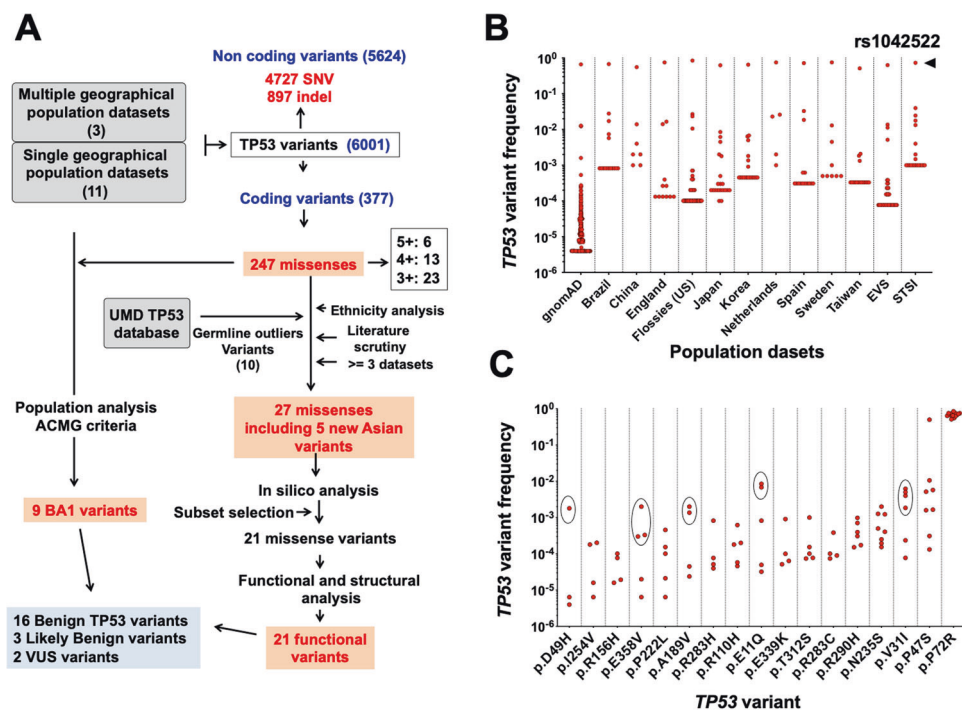 A
Non coding variants (5624)
4727 SNV
897 indel
Multiple geographical
population datasets
(3)
Single geographical
population datasets
(11)
TP53 variants (6001)
Coding variants (377)
247 missenses
5+: 6
4+: 13
3+: 23
UMD TP53
database
Germline outliers
Variants
(10)
Ethnicity analysis
Literature
scrutiny
>= 3 datasets
Population analysis
ACMG criteria
27 missenses
including 5 new Asian
variants
In silico analysis
Subset selection
21 missense variants
9 BA1 variants
Functional and structural
analysis
16 Benign TP53 variants
3 Likely Benign variants
2 VUS variants
21 functional
variants
B
rs1042522
TP53 variant frequency
10^0
10^-1
10^-2
10^-3
10^-4
10^-5
10^-6
gnomAD
Brazil
China
England
Flossies (US)
Japan
Korea
Netherlands
Spain
Sweden
Taiwan
EVS
STSI
Population dasets
C
TP53 variant frequency
10^0
10^-1
10^-2
10^-3
10^-4
10^-5
10^-6
p.D49H
p.I254V
p.R156H
p.E358V
p.P222L
p.A189V
p.R283H
p.R110H
p.E11Q
p.E339K
p.T312S
p.R283C
p.R290H
p.N235S
p.V31I
p.P47S
p.P72R
TP53 variant